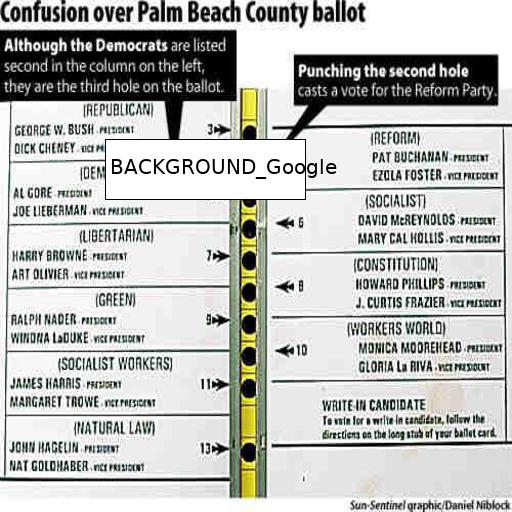 Confusion over Palm Beach County ballot
Although the Democrats are listed
second in the column on the left,
they are the third hole on the ballot.
Punching the second hole
casts a vote for the Reform Party.
(REPUBLICAN)
GEORGE W. BUSH - PRESIDENT
3
DICK CHENEY - VICE PRESIDENT
BACKGROUND_Google
(DEM
AL GORE - PRESIDENT
JOE LIEBERMAN - VICE PRESIDENT
(LIBERTARIAN)
HARRY BROWNE - PRESIDENT
7
ART OLIVIER - VICE PRESIDENT
(GREEN)
RALPH NADER - PRESIDENT
9
WINONA LaDUKE - VICE PRESIDENT
(SOCIALIST WORKERS)
JAMES HARRIS - PRESIDENT
11
MARGARET TROWE - VICE PRESIDENT
(NATURAL LAW)
JOHN HAGELIN - PRESIDENT
13
NAT GOLDHABER - VICE PRESIDENT
(REFORM)
PAT BUCHANAN - PRESIDENT
EZOLA FOSTER - VICE PRESIDENT
(SOCIALIST)
6
DAVID McREYNOLDS - PRESIDENT
MARY CAL HOLLIS - VICE PRESIDENT
(CONSTITUTION)
8
HOWARD PHILLIPS - PRESIDENT
J. CURTIS FRAZIER - VICE PRESIDENT
(WORKERS WORLD)
10
MONICA MOOREHEAD - PRESIDENT
GLORIA La RIVA - VICE PRESIDENT
WRITE-IN CANDIDATE
To vote for a write in candidate, follow the
directions on the long stub of your ballot card.
Sun-Sentinel graphic/Daniel Niblock